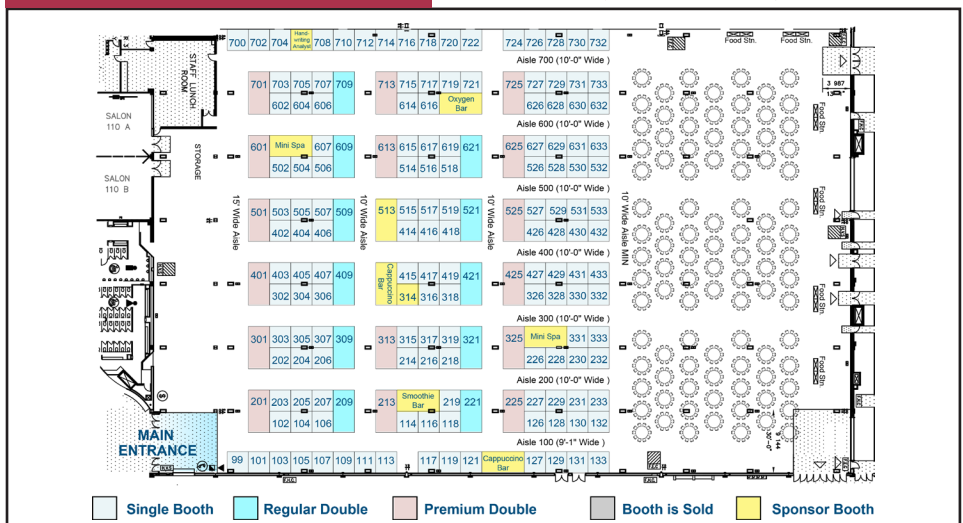 Hand-
writing
Analyst
700 702 704 708 710 712 714 716 718 720 722 724 726 728 730 732
Food Stn. Food Stn.
Aisle 700 (10'-0" Wide )
STAFF LUNCH
ROOM
701 703 705 707 709 713 715 717 719 721 725 727 729 731 733
602 604 606 614 616 Oxygen
Bar 626 628 630 632
SALON
110 A
Aisle 600 (10'-0" Wide )
Food Stn.
601 Mini Spa 607 609 613 615 617 619 621 625 627 629 631 633
502 504 506 514 516 518 526 528 530 532
STORAGE
SALON
110 B
Aisle 500 (10'-0" Wide )
15' Wide Aisle
10' Wide Aisle
10' Wide Aisle
10' Wide Aisle MIN
Food Stn.
501 503 505 507 509 513 515 517 519 521 525 527 529 531 533
402 404 406 414 416 418 426 428 430 432
Aisle 400 (10'-0" Wide )
401 403 405 407 409 Cappuccino
Bar 415 417 419 421 425 427 429 431 433
302 304 306 314 316 318 326 328 330 332
Food Stn.
Aisle 300 (10'-0" Wide )
301 303 305 307 309 313 315 317 319 321 325 Mini Spa 331 333
202 204 206 214 216 218 226 228 230 232
Food Stn.
Aisle 200 (10'-0" Wide )
201 203 205 207 209 213 Smoothie
Bar 219 221 225 227 229 231 233
102 104 106 114 116 118 126 128 130 132
MAIN
ENTRANCE
Aisle 100 (9'-1" Wide )
99 101 103 105 107 109 111 113 117 119 121 Cappuccino
Bar 127 129 131 133
Single Booth Regular Double Premium Double Booth is Sold Sponsor Booth